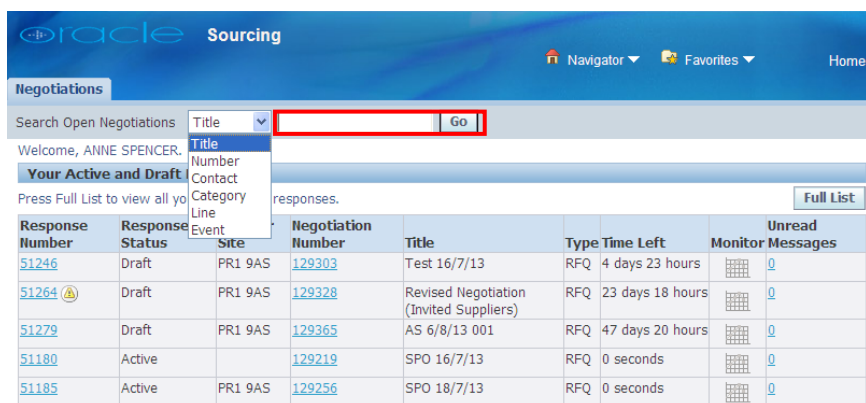 oracle Sourcing
Navigator Favorites Home
Negotiations
Search Open Negotiations Title Go
Title
Number
Contact
Category
Line
Event
Welcome, ANNE SPENCER.
Your Active and Draft
Press Full List to view all yo responses. Full List
Response Number Response Status Site Negotiation Number Title Type Time Left Monitor Unread Messages
51246 Draft PR1 9AS 129303 Test 16/7/13 RFQ 4 days 23 hours 0
51264 Draft PR1 9AS 129328 Revised Negotiation (Invited Suppliers) RFQ 23 days 18 hours 0
51279 Draft PR1 9AS 129365 AS 6/8/13 001 RFQ 47 days 20 hours 0
51180 Active 129219 SPO 16/7/13 RFQ 0 seconds 0
51185 Active PR1 9AS 129256 SPO 18/7/13 RFQ 0 seconds 0